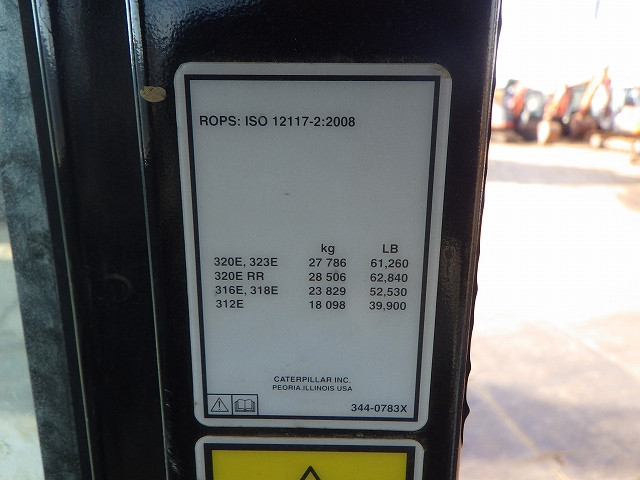 ROPS: ISO 12117-2:2008
kg LB
320E, 323E 27 786 61,260
320E RR 28 506 62,840
316E, 318E 23 829 52,530
312E 18 098 39,900
CATERPILLAR INC.
PEORIA,ILLINOIS USA
344-0783X